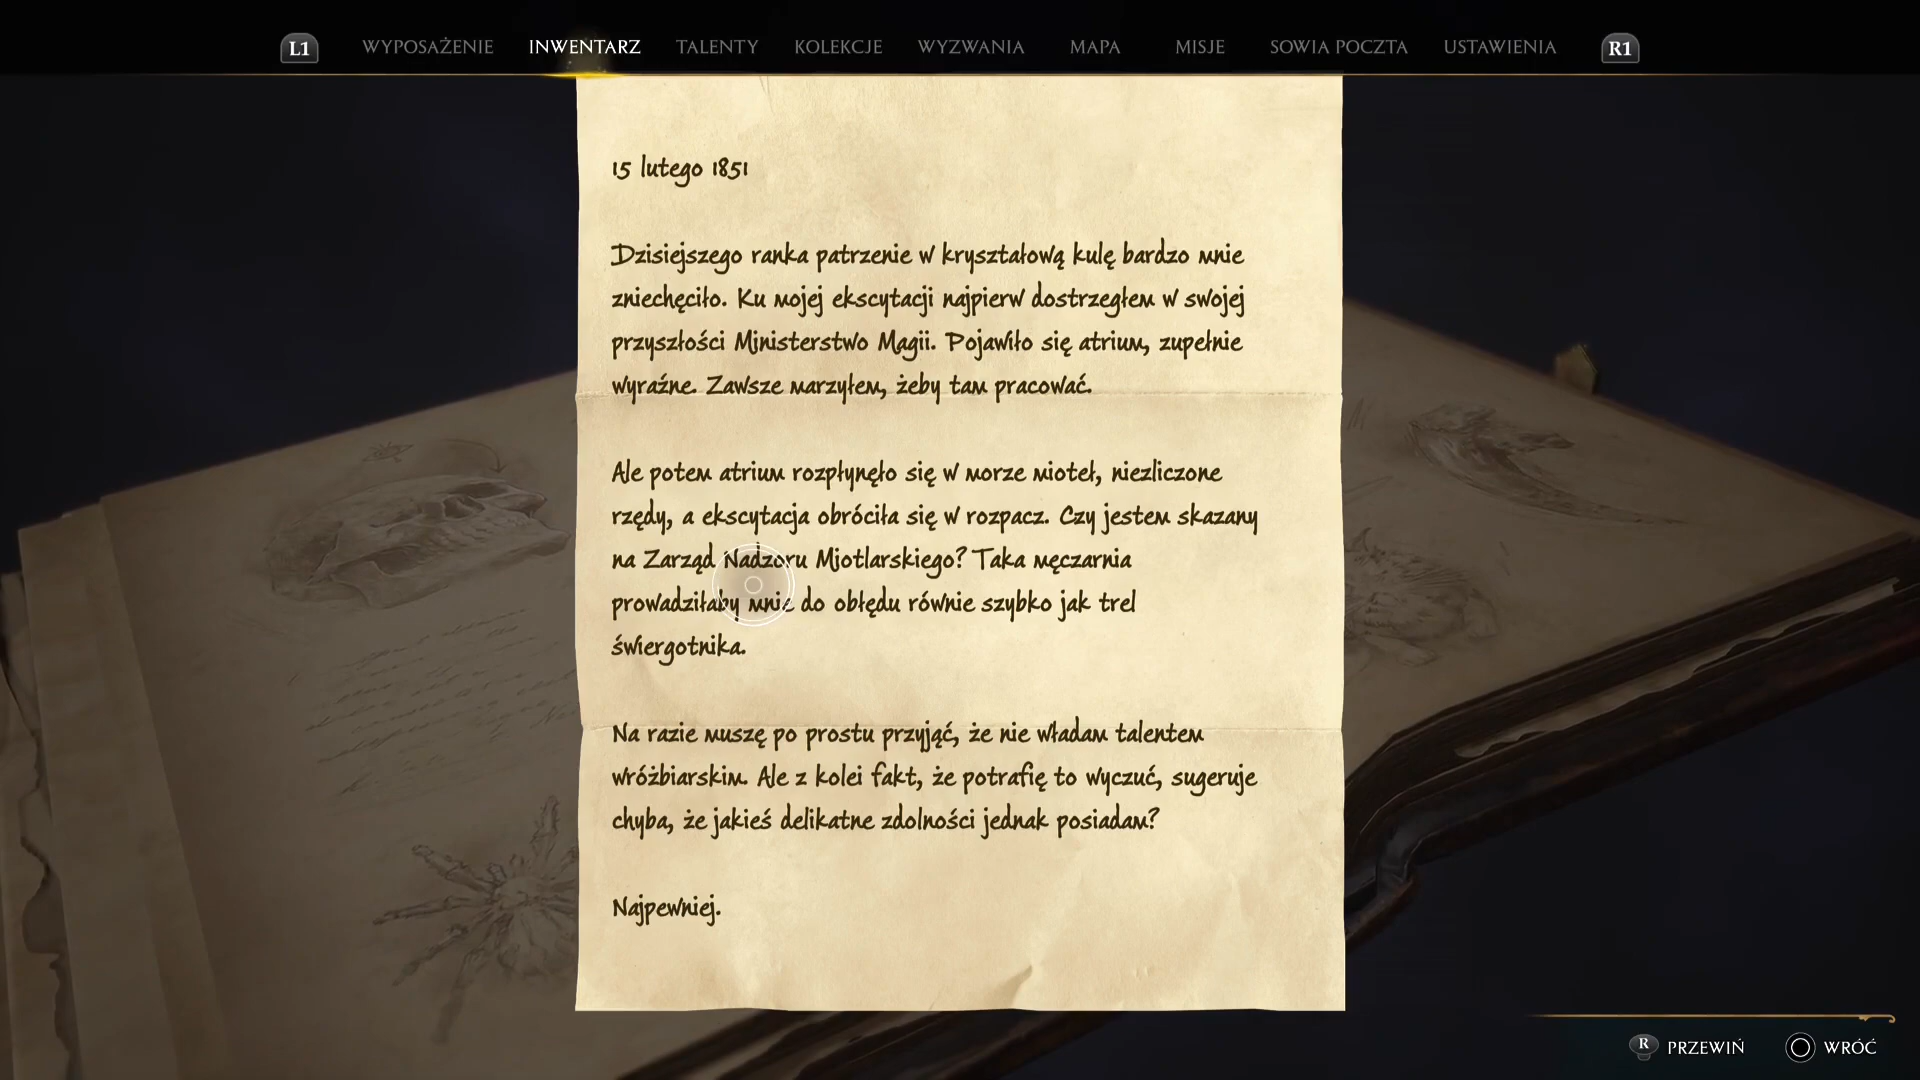 L1 WYPOSAŻENIE INWENTARZ TALENTY KOLEKCJE WYZWANIA MAPA MISJE SOWIA POCZTA USTAWIENIA R1
15 lutego 1851
Dzisiejszego ranka patrzenie w kryształową kulę bardzo mnie
zniechęciło. Ku mojej ekscytacji najpierw dostrzegłem w swojej
przyszłości Ministerstwo Magii. Pojawiło się atrium, zupełnie
wyraźne. Zawsze marzyłem, żeby tam pracować.
Ale potem atrium rozpłynęło się w morze mioteł, niezliczone
rzędy, a ekscytacja obróciła się w rozpacz. Czy jestem skazany
na Zarząd Nadzoru Miotlarskiego? Taka męczarnia
prowadziłaby mnie do obłędu równie szybko jak trel
świergotnika.
Na razie muszę po prostu przyjąć, że nie władam talentem
wróżbiarskim. Ale z kolei fakt, że potrafię to wyczuć, sugeruje
chyba, że jakieś delikatne zdolności jednak posiadam?
Najpewniej.
R PRZEWIŃ WRÓĆ